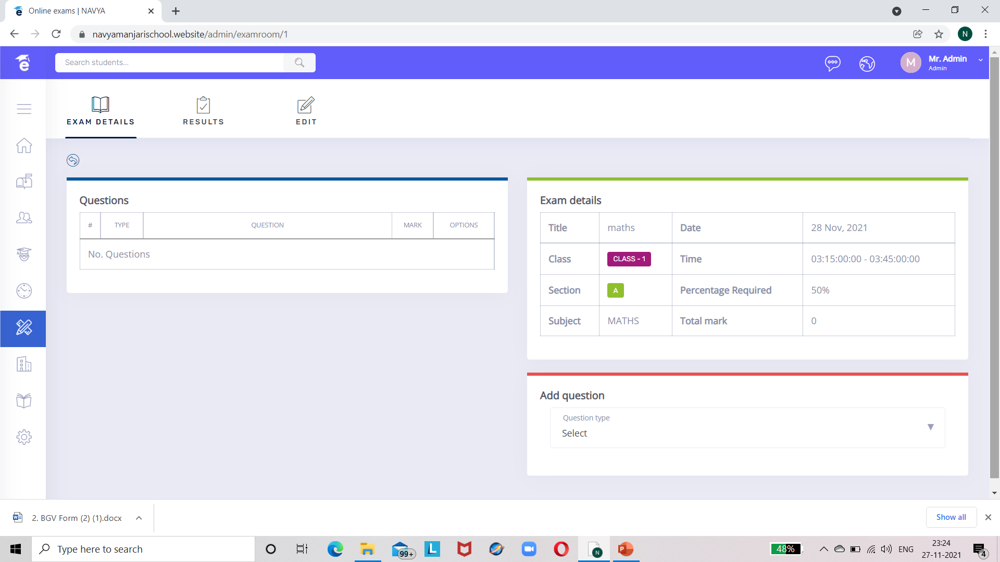 Online exams | NAVYA
navyamanjarischool.website/admin/examroom/1
N
e
Search students...
Mr. Admin
Admin
M
EXAM DETAILS
RESULTS
EDIT
Questions
# TYPE QUESTION MARK OPTIONS
No. Questions
Exam details
Title maths Date 28 Nov, 2021
Class CLASS - 1 Time 03:15:00:00 - 03:45:00:00
Section A Percentage Required 50%
Subject MATHS Total mark 0
Add question
Question type
Select
2. BGV Form (2) (1).docx
Show all
Type here to search
99+
L
N
P
48%
ENG
23:24
27-11-2021
4